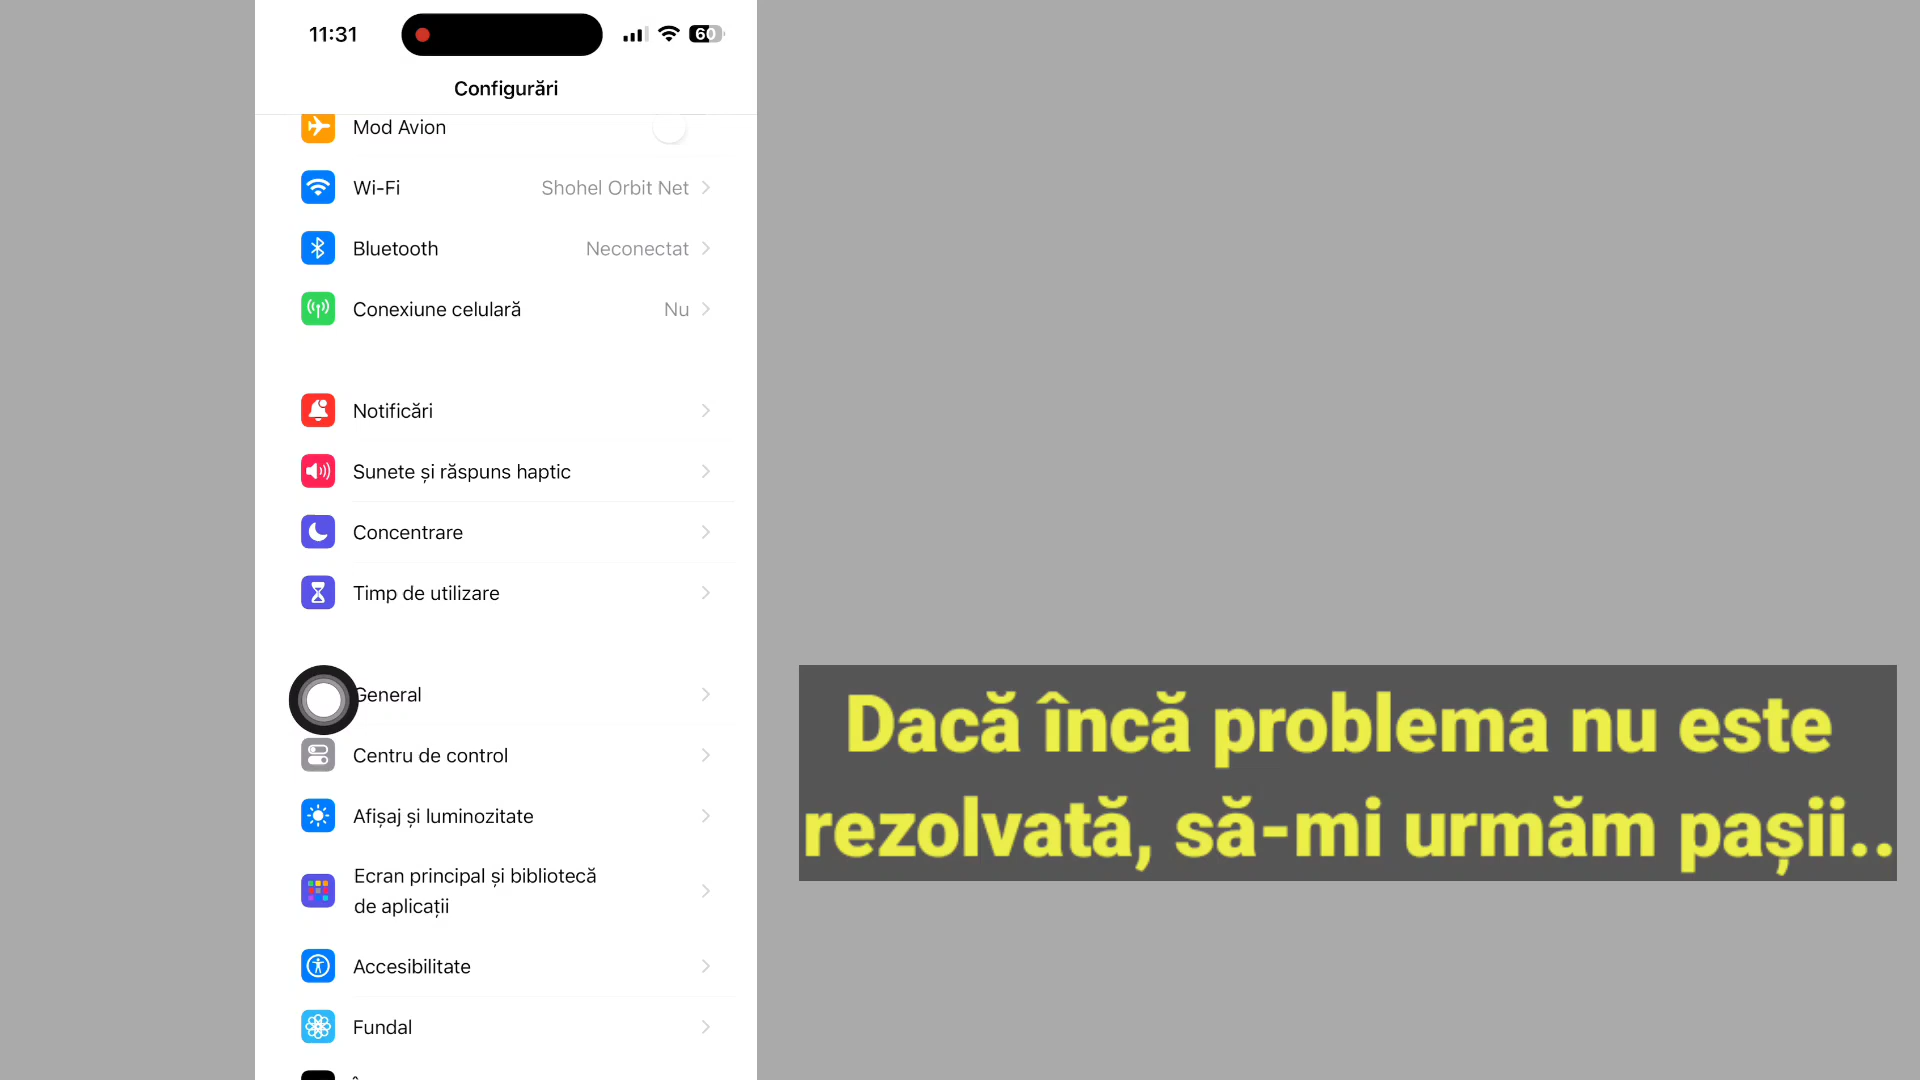 11:31
60
Configurări
Mod Avion
Wi-Fi Shohel Orbit Net
Bluetooth Neconectat
Conexiune celulară Nu
Notificări
Sunete și răspuns haptic
Concentrare
Timp de utilizare
General
Centru de control
Afișaj și luminozitate
Ecran principal și bibliotecă
de aplicații
Accesibilitate
Fundal
Dacă încă problema nu este
rezolvată, să-mi urmăm pașii..